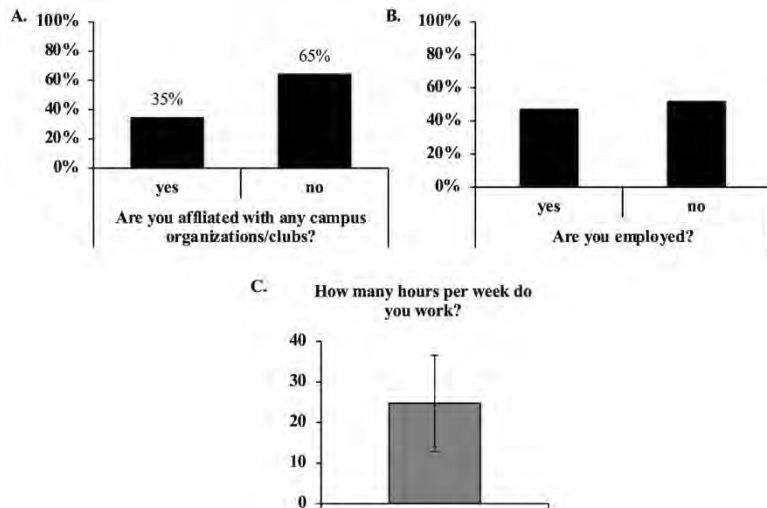 A.
100%
80%
60%
40%
20%
0%
35%
65%
yes
no
Are you affliated with any campus
organizations/clubs?
B.
100%
80%
60%
40%
20%
0%
yes
no
Are you employed?
C.
How many hours per week do
you work?
40
30
20
10
0